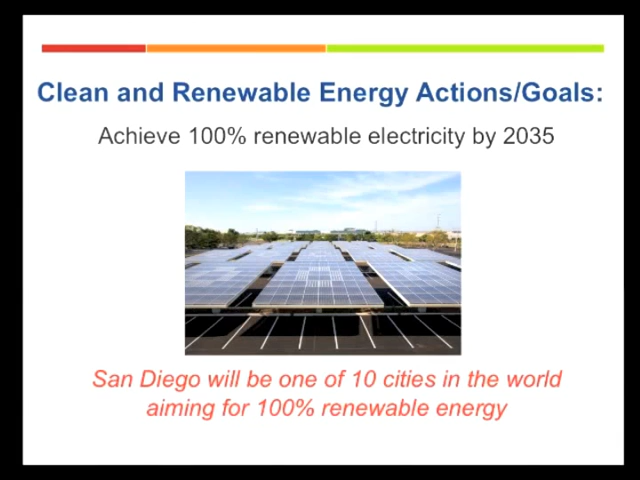 Clean and Renewable Energy Actions/Goals:
Achieve 100% renewable electricity by 2035
San Diego will be one of 10 cities in the world
aiming for 100% renewable energy